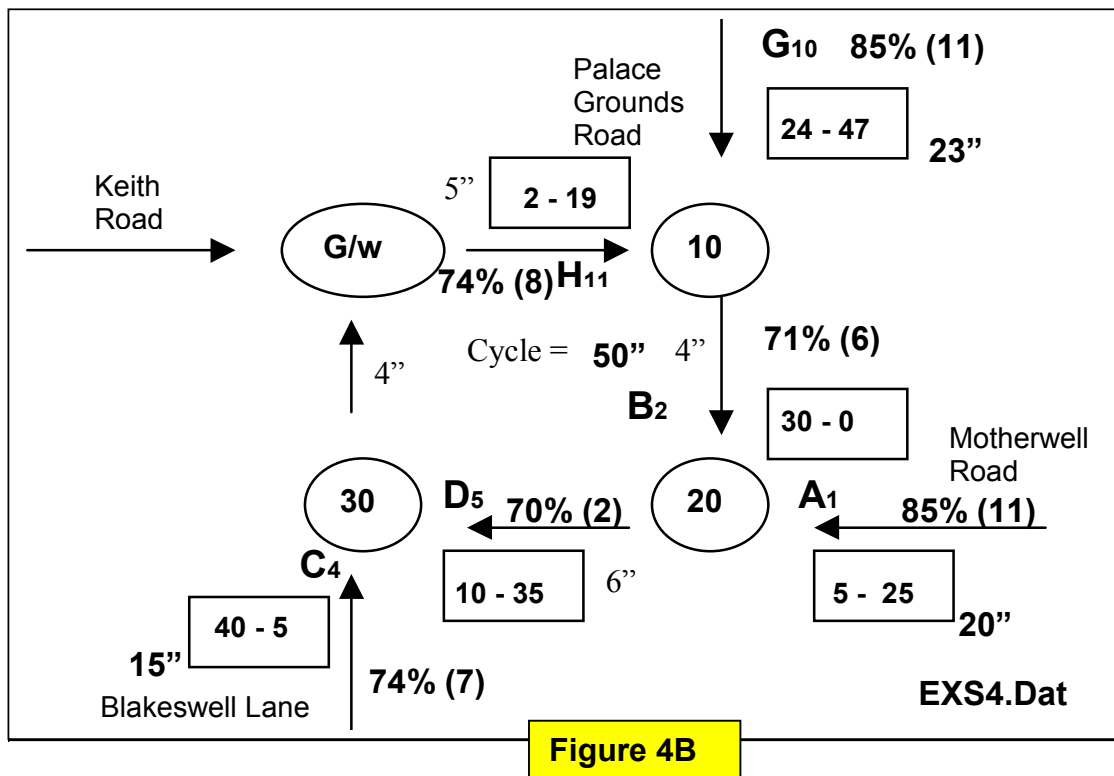 G10 85% (11)
Palace
Grounds
Road
24 - 47
23”
Keith
Road
5”
2 - 19
G/w
10
74% (8) H11
4”
Cycle = 50”
4”
71% (6)
B2
30 - 0
Motherwell
Road
30
D5
70% (2)
20
A1
85% (11)
C4
10 - 35
6”
5 - 25
20”
40 - 5
15”
74% (7)
Blakeswell Lane
EXS4.Dat
Figure 4B